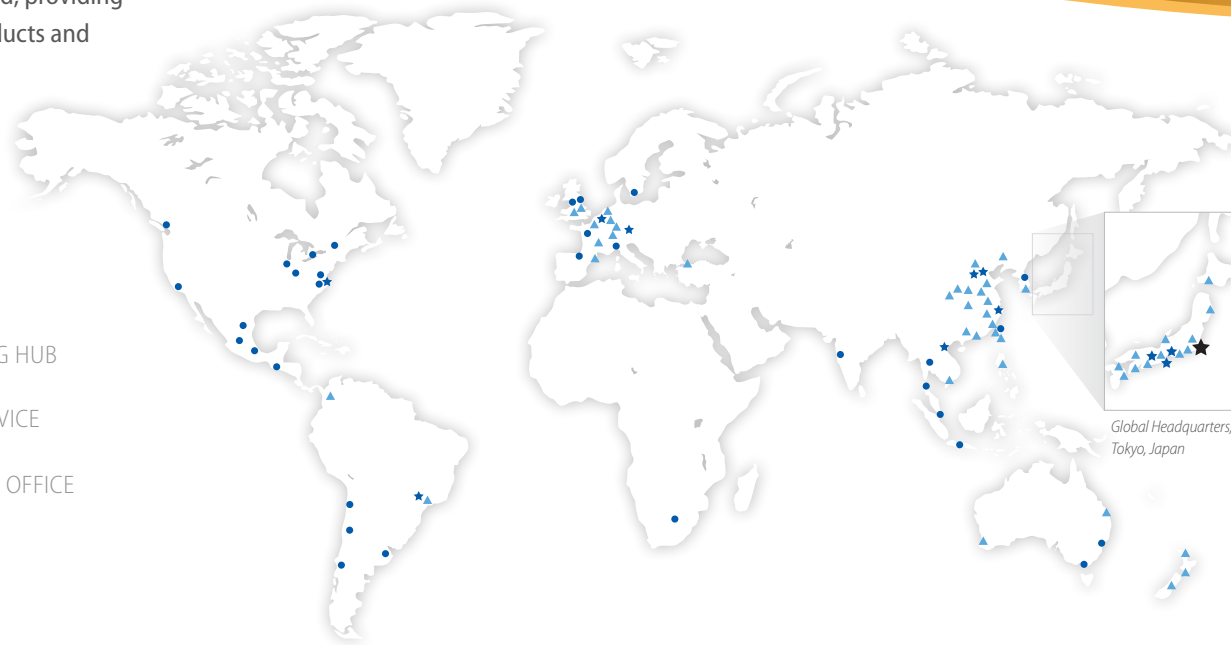 d, providing
ducts and
G HUB
VICE
OFFICE
Global Headquarters,
Tokyo, Japan